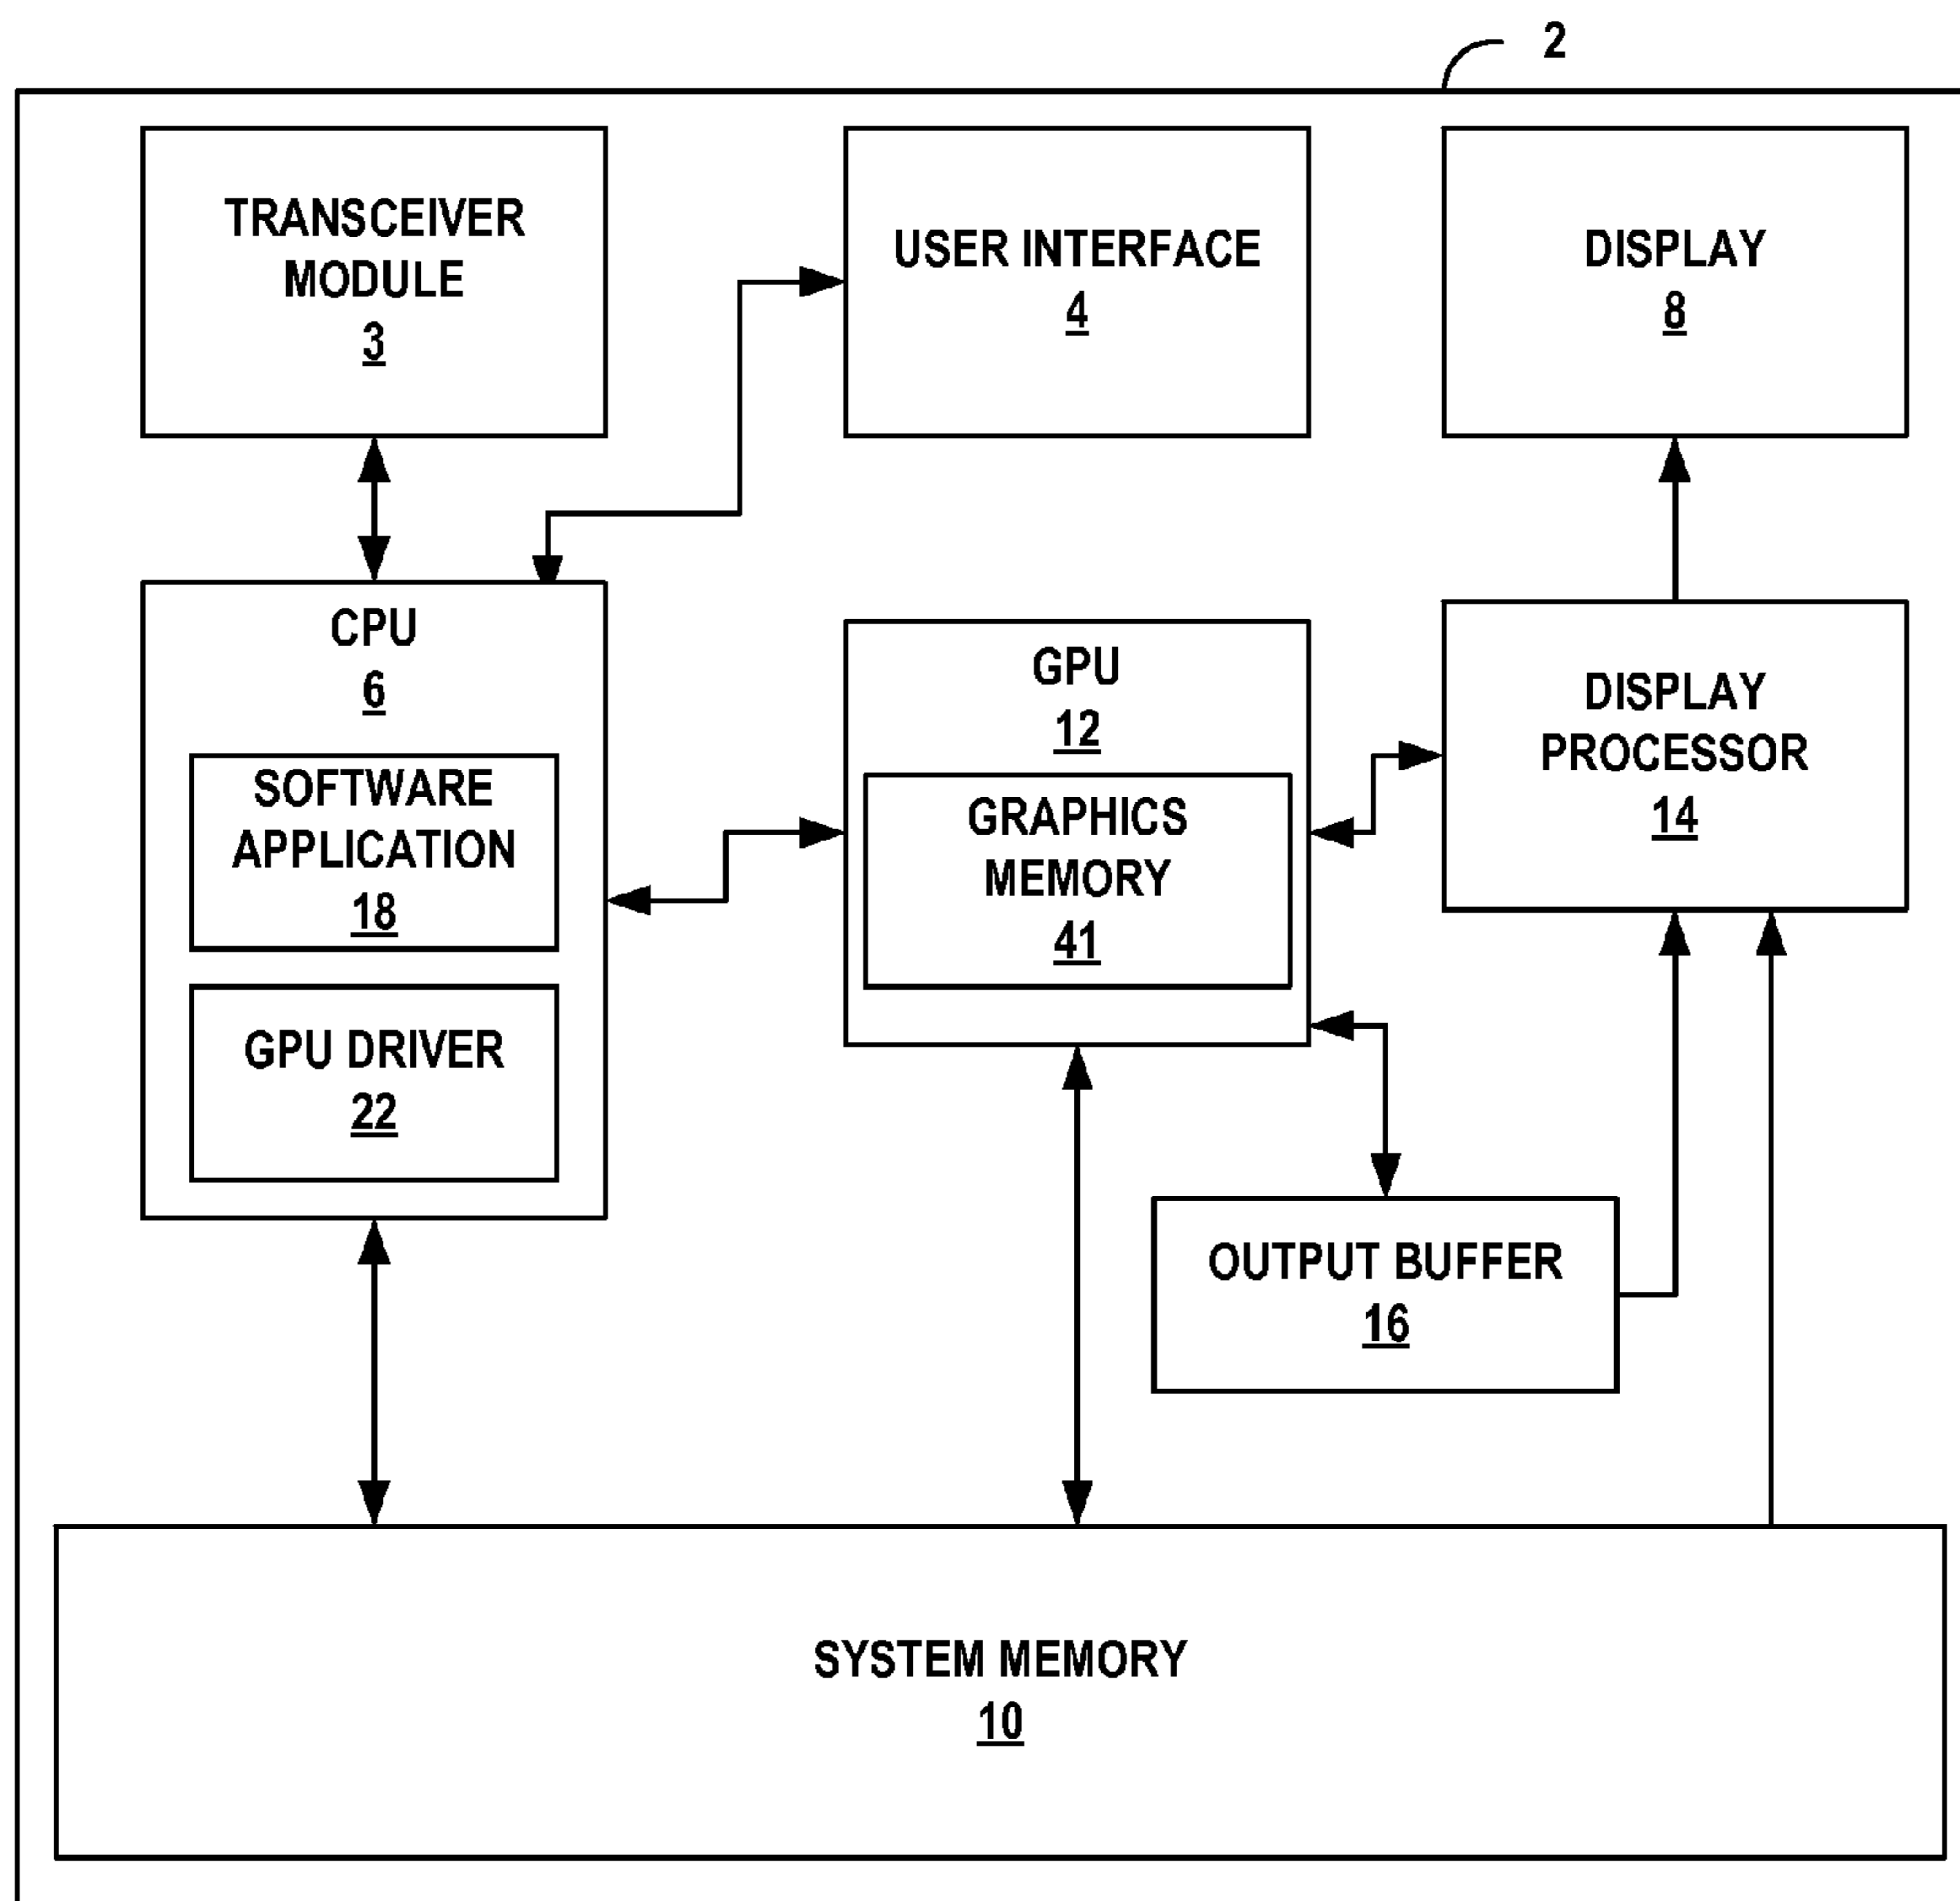 2
TRANSCEIVER
MODULE
3
USER INTERFACE
4
DISPLAY
8
CPU
6
SOFTWARE
APPLICATION
18
GPU DRIVER
22
GPU
12
GRAPHICS
MEMORY
41
DISPLAY
PROCESSOR
14
OUTPUT BUFFER
16
SYSTEM MEMORY
10